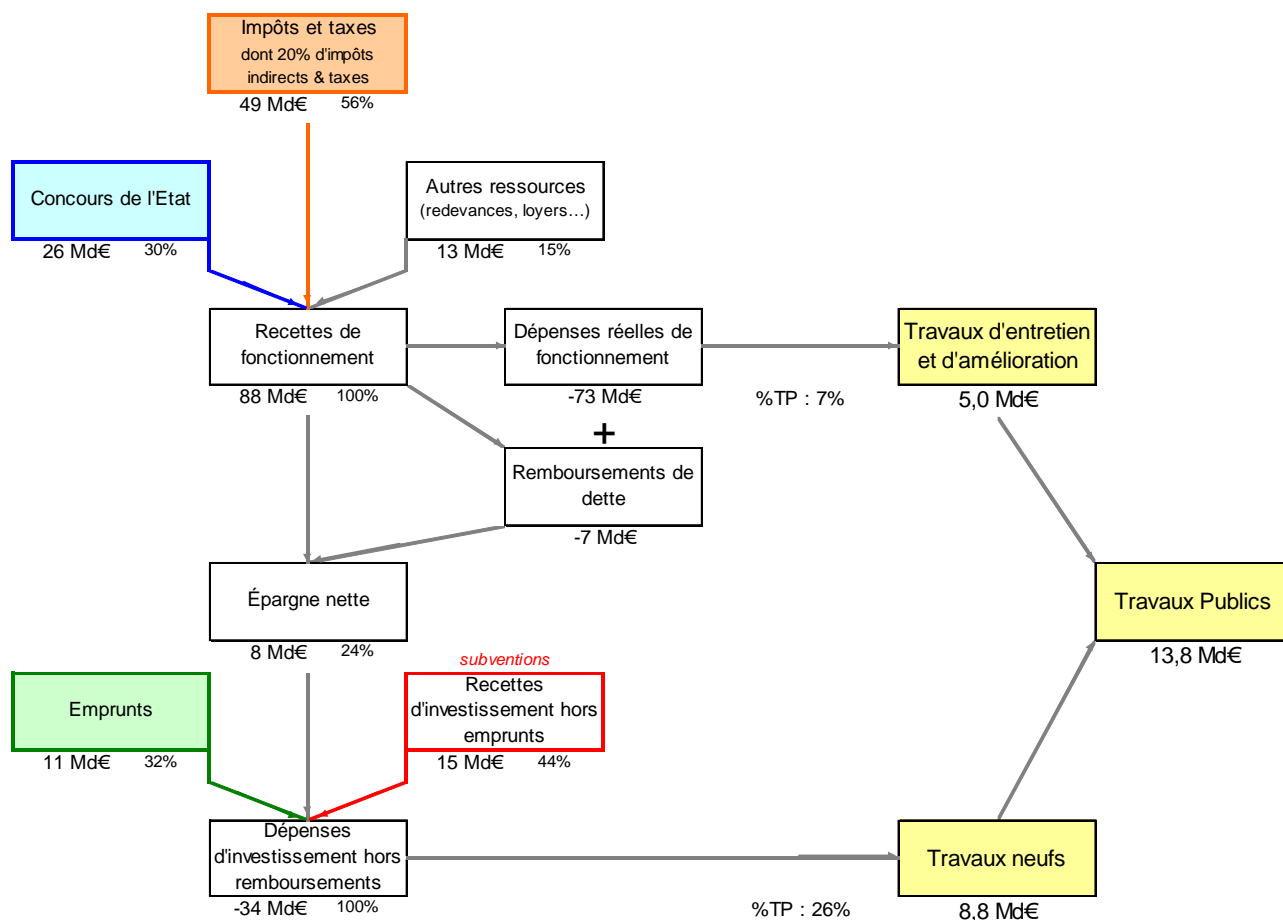 Impôts et taxes
dont 20% d'impôts
indirects & taxes
49 Md€ 56%
Concours de l'Etat
26 Md€ 30%
Autres ressources
(redevances, loyers…)
13 Md€ 15%
Recettes de
fonctionnement
88 Md€ 100%
Dépenses réelles de
fonctionnement
-73 Md€
%TP : 7%
Travaux d'entretien
et d'amélioration
5,0 Md€
+
Remboursements de
dette
-7 Md€
Épargne nette
8 Md€ 24%
Travaux Publics
13,8 Md€
Emprunts
11 Md€ 32%
subventions
Recettes
d'investissement hors
emprunts
15 Md€ 44%
Dépenses
d'investissement hors
remboursements
-34 Md€ 100%
%TP : 26%
Travaux neufs
8,8 Md€